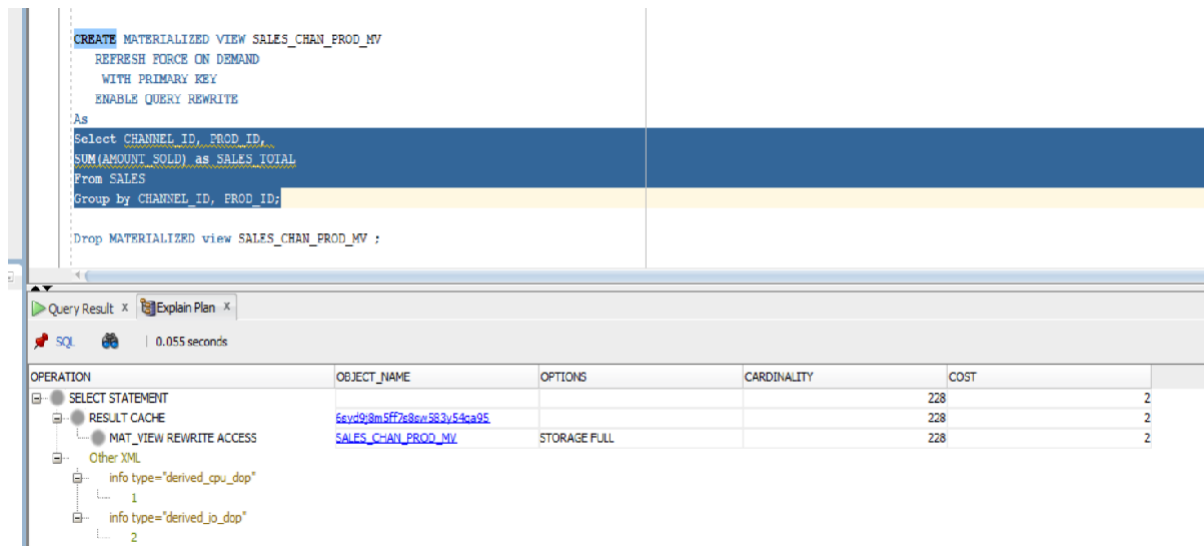 CREATE MATERIALIZED VIEW SALES_CHAN_PROD_MV
REFRESH FORCE ON DEMAND
WITH PRIMARY KEY
ENABLE QUERY REWRITE
As
Select CHANNEL_ID, PROD_ID,
SUM(AMOUNT_SOLD) as SALES_TOTAL
From SALES
Group by CHANNEL_ID, PROD_ID;
Drop MATERIALIZED view SALES_CHAN_PROD_MV ;
Query Result x Explain Plan x
SQL | 0.055 seconds
OPERATION OBJECT_NAME OPTIONS CARDINALITY COST
SELECT STATEMENT 228 2
RESULT CACHE 228 2
MAT_VIEW REWRITE ACCESS SALES_CHAN_PROD_MV STORAGE FULL 228 2
Other XML
info type="derived_cpu_dop"
1
info type="derived_io_dop"
2